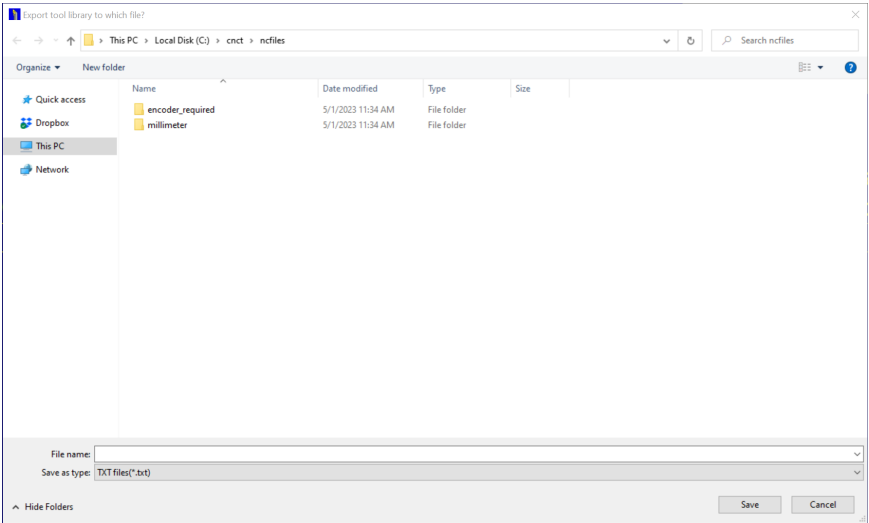 Export tool library to which file?
This PC > Local Disk (C:) > cnct > ncfiles
Search ncfiles
Organize
New folder
Name Date modified Type Size
Quick access
Dropbox
This PC
Network
encoder_required 5/1/2023 11:34 AM File folder
millimeter 5/1/2023 11:34 AM File folder
File name:
Save as type: TXT files(*.txt)
Hide Folders
Save
Cancel